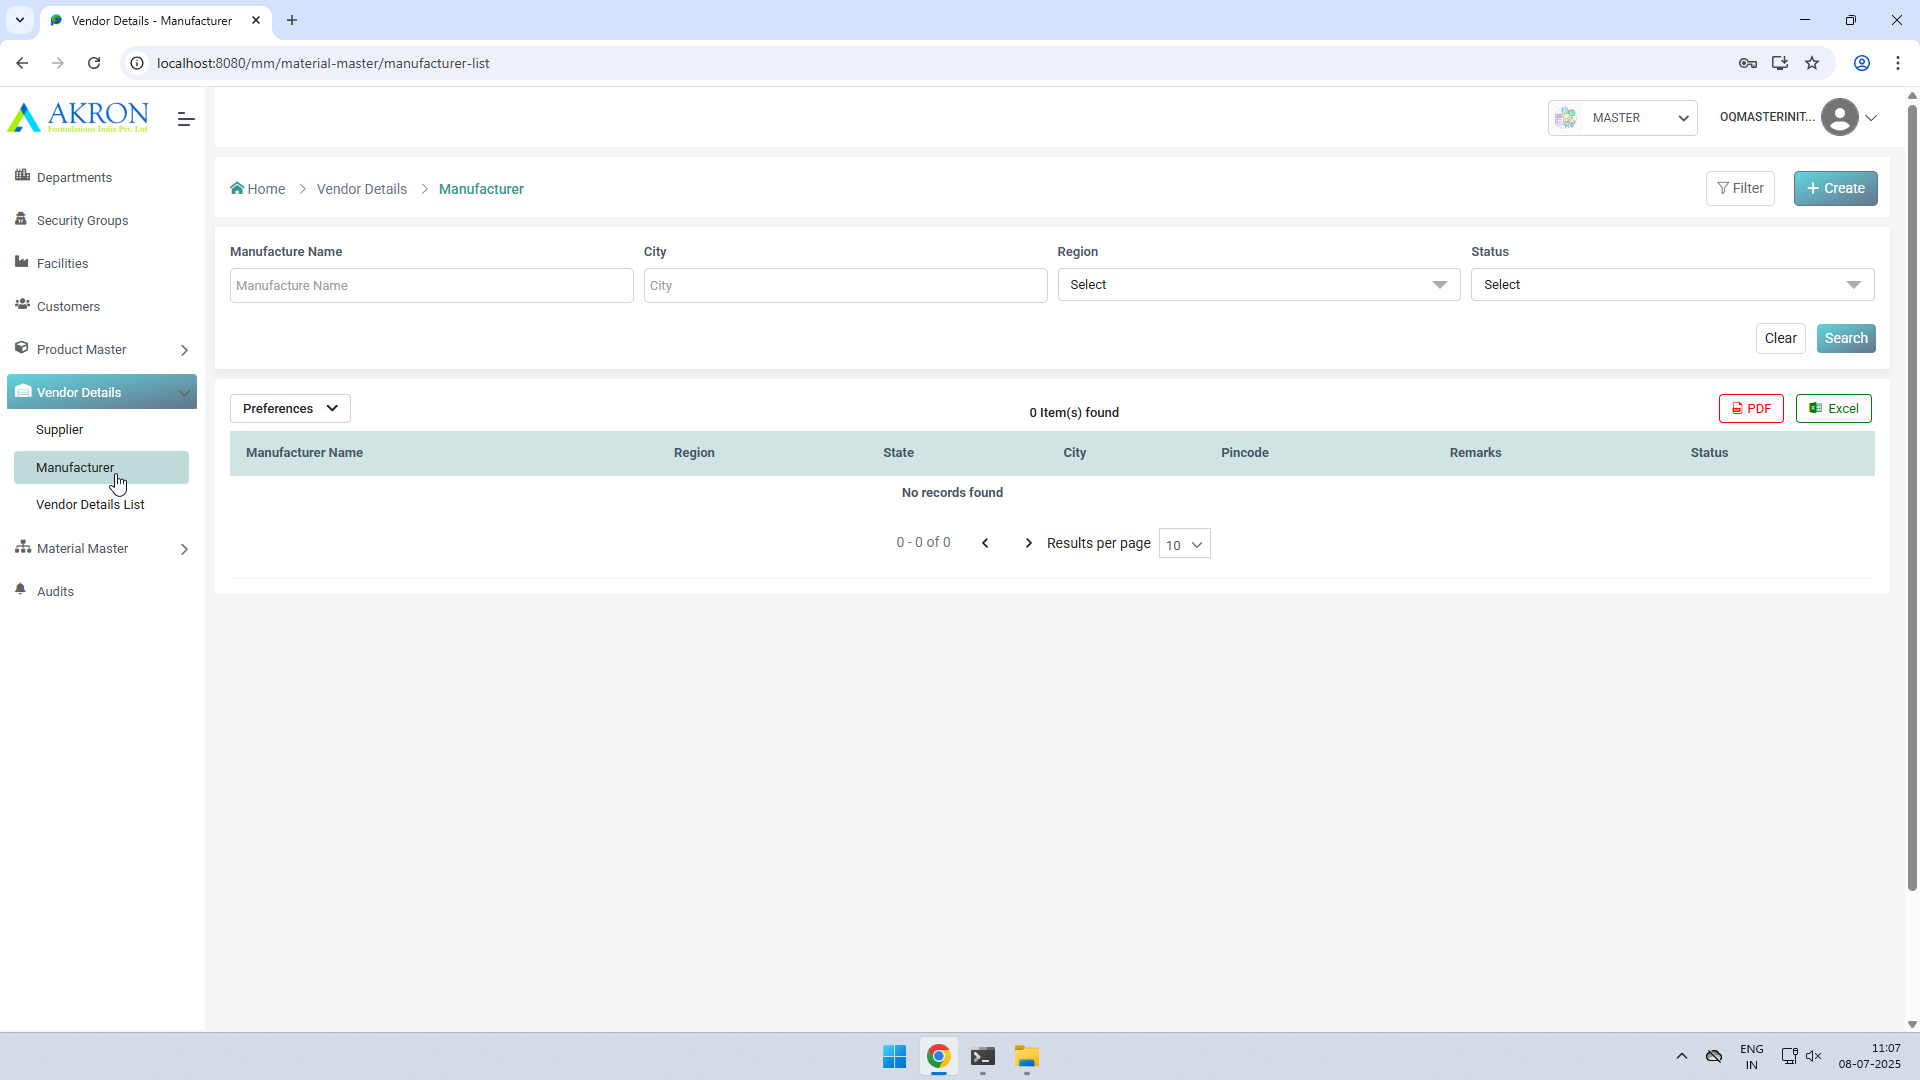 Vendor Details - Manufacturer
localhost:8080/mm/material-master/manufacturer-list
AKRON
Formulations India Pvt. Ltd
MASTER
OQMASTERINIT...
Departments
Security Groups
Facilities
Customers
Product Master
Vendor Details
Supplier
Manufacturer
Vendor Details List
Material Master
Audits
Home > Vendor Details > Manufacturer
Filter
+ Create
Manufacture Name City Region Status
Manufacture Name City Select Select
Clear Search
Preferences
0 Item(s) found
PDF Excel
Manufacturer Name Region State City Pincode Remarks Status
No records found
0 - 0 of 0 Results per page 10
ENG
IN
11:07
08-07-2025